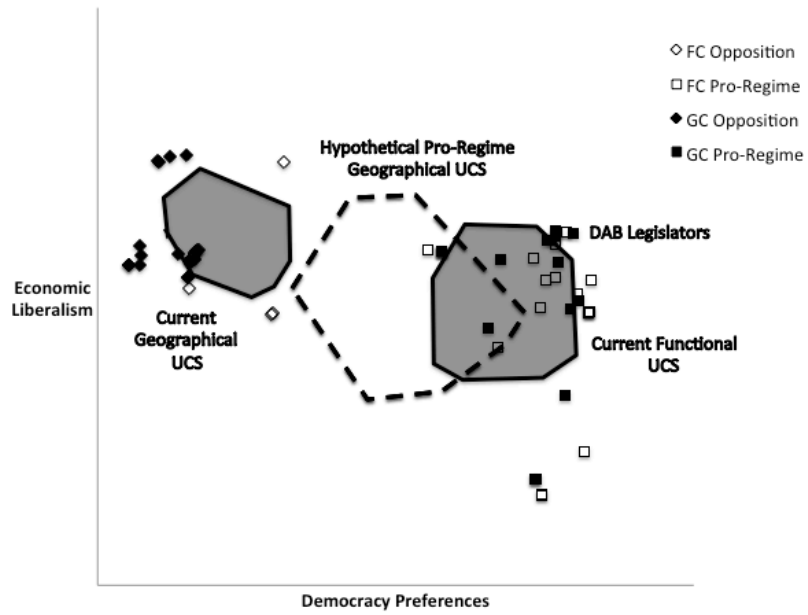 FC Opposition
FC Pro-Regime
GC Opposition
GC Pro-Regime
Hypothetical Pro-Regime
Geographical UCS
DAB Legislators
Economic
Liberalism
Current
Geographical
UCS
Current Functional
UCS
Democracy Preferences